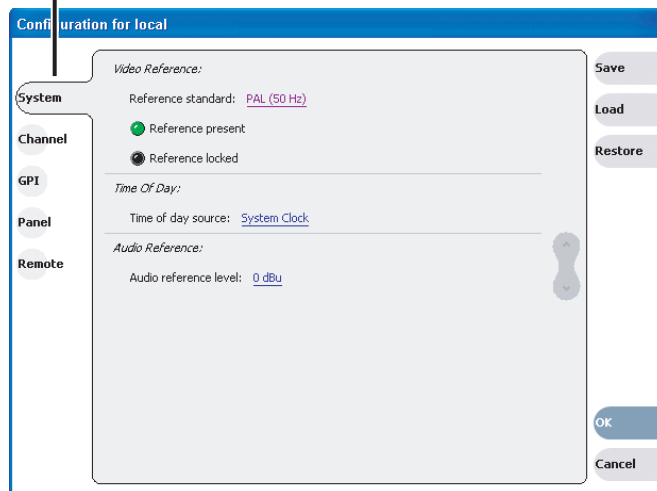 Configuration for local
System
Channel
GPI
Panel
Remote
Video Reference:
Reference standard: PAL (50 Hz)
Reference present
Reference locked
Time Of Day:
Time of day source: System Clock
Audio Reference:
Audio reference level: 0 dBu
Save
Load
Restore
OK
Cancel